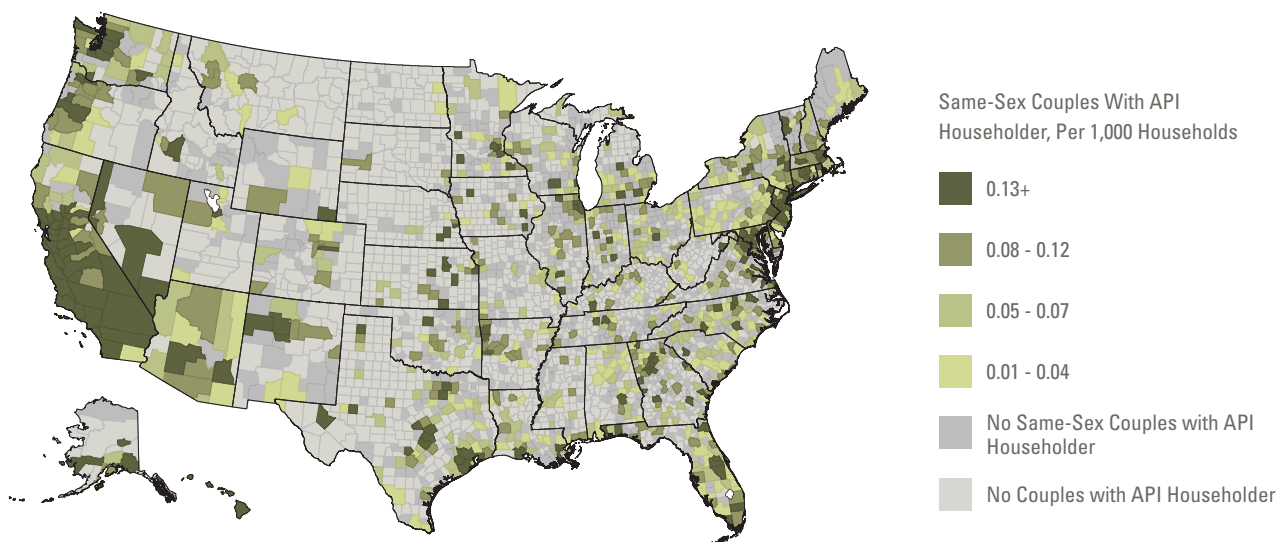 Same-Sex Couples With API
Householder, Per 1,000 Households
0.13+
0.08 - 0.12
0.05 - 0.07
0.01 - 0.04
No Same-Sex Couples with API
Householder
No Couples with API Householder